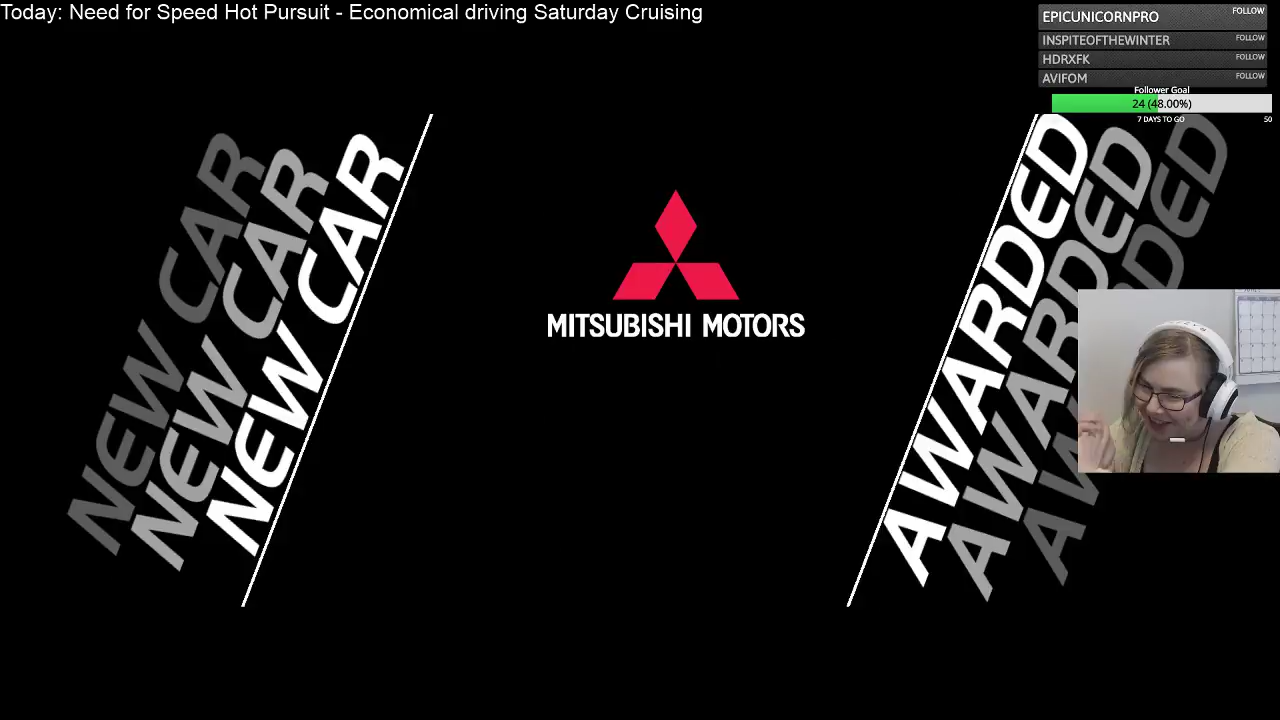 Today: Need for Speed Hot Pursuit - Economical driving Saturday Cruising
EPICUNICORNPRO FOLLOW
INSPITEOFTHEWINTER FOLLOW
HDRXFK FOLLOW
AVIFOM FOLLOW
Follower Goal
24 (48.00%)
7 DAYS TO GO 50
NEW CAR
NEW CAR
NEW CAR
MITSUBISHI MOTORS
AWARDED
AWARDED
AWARDED